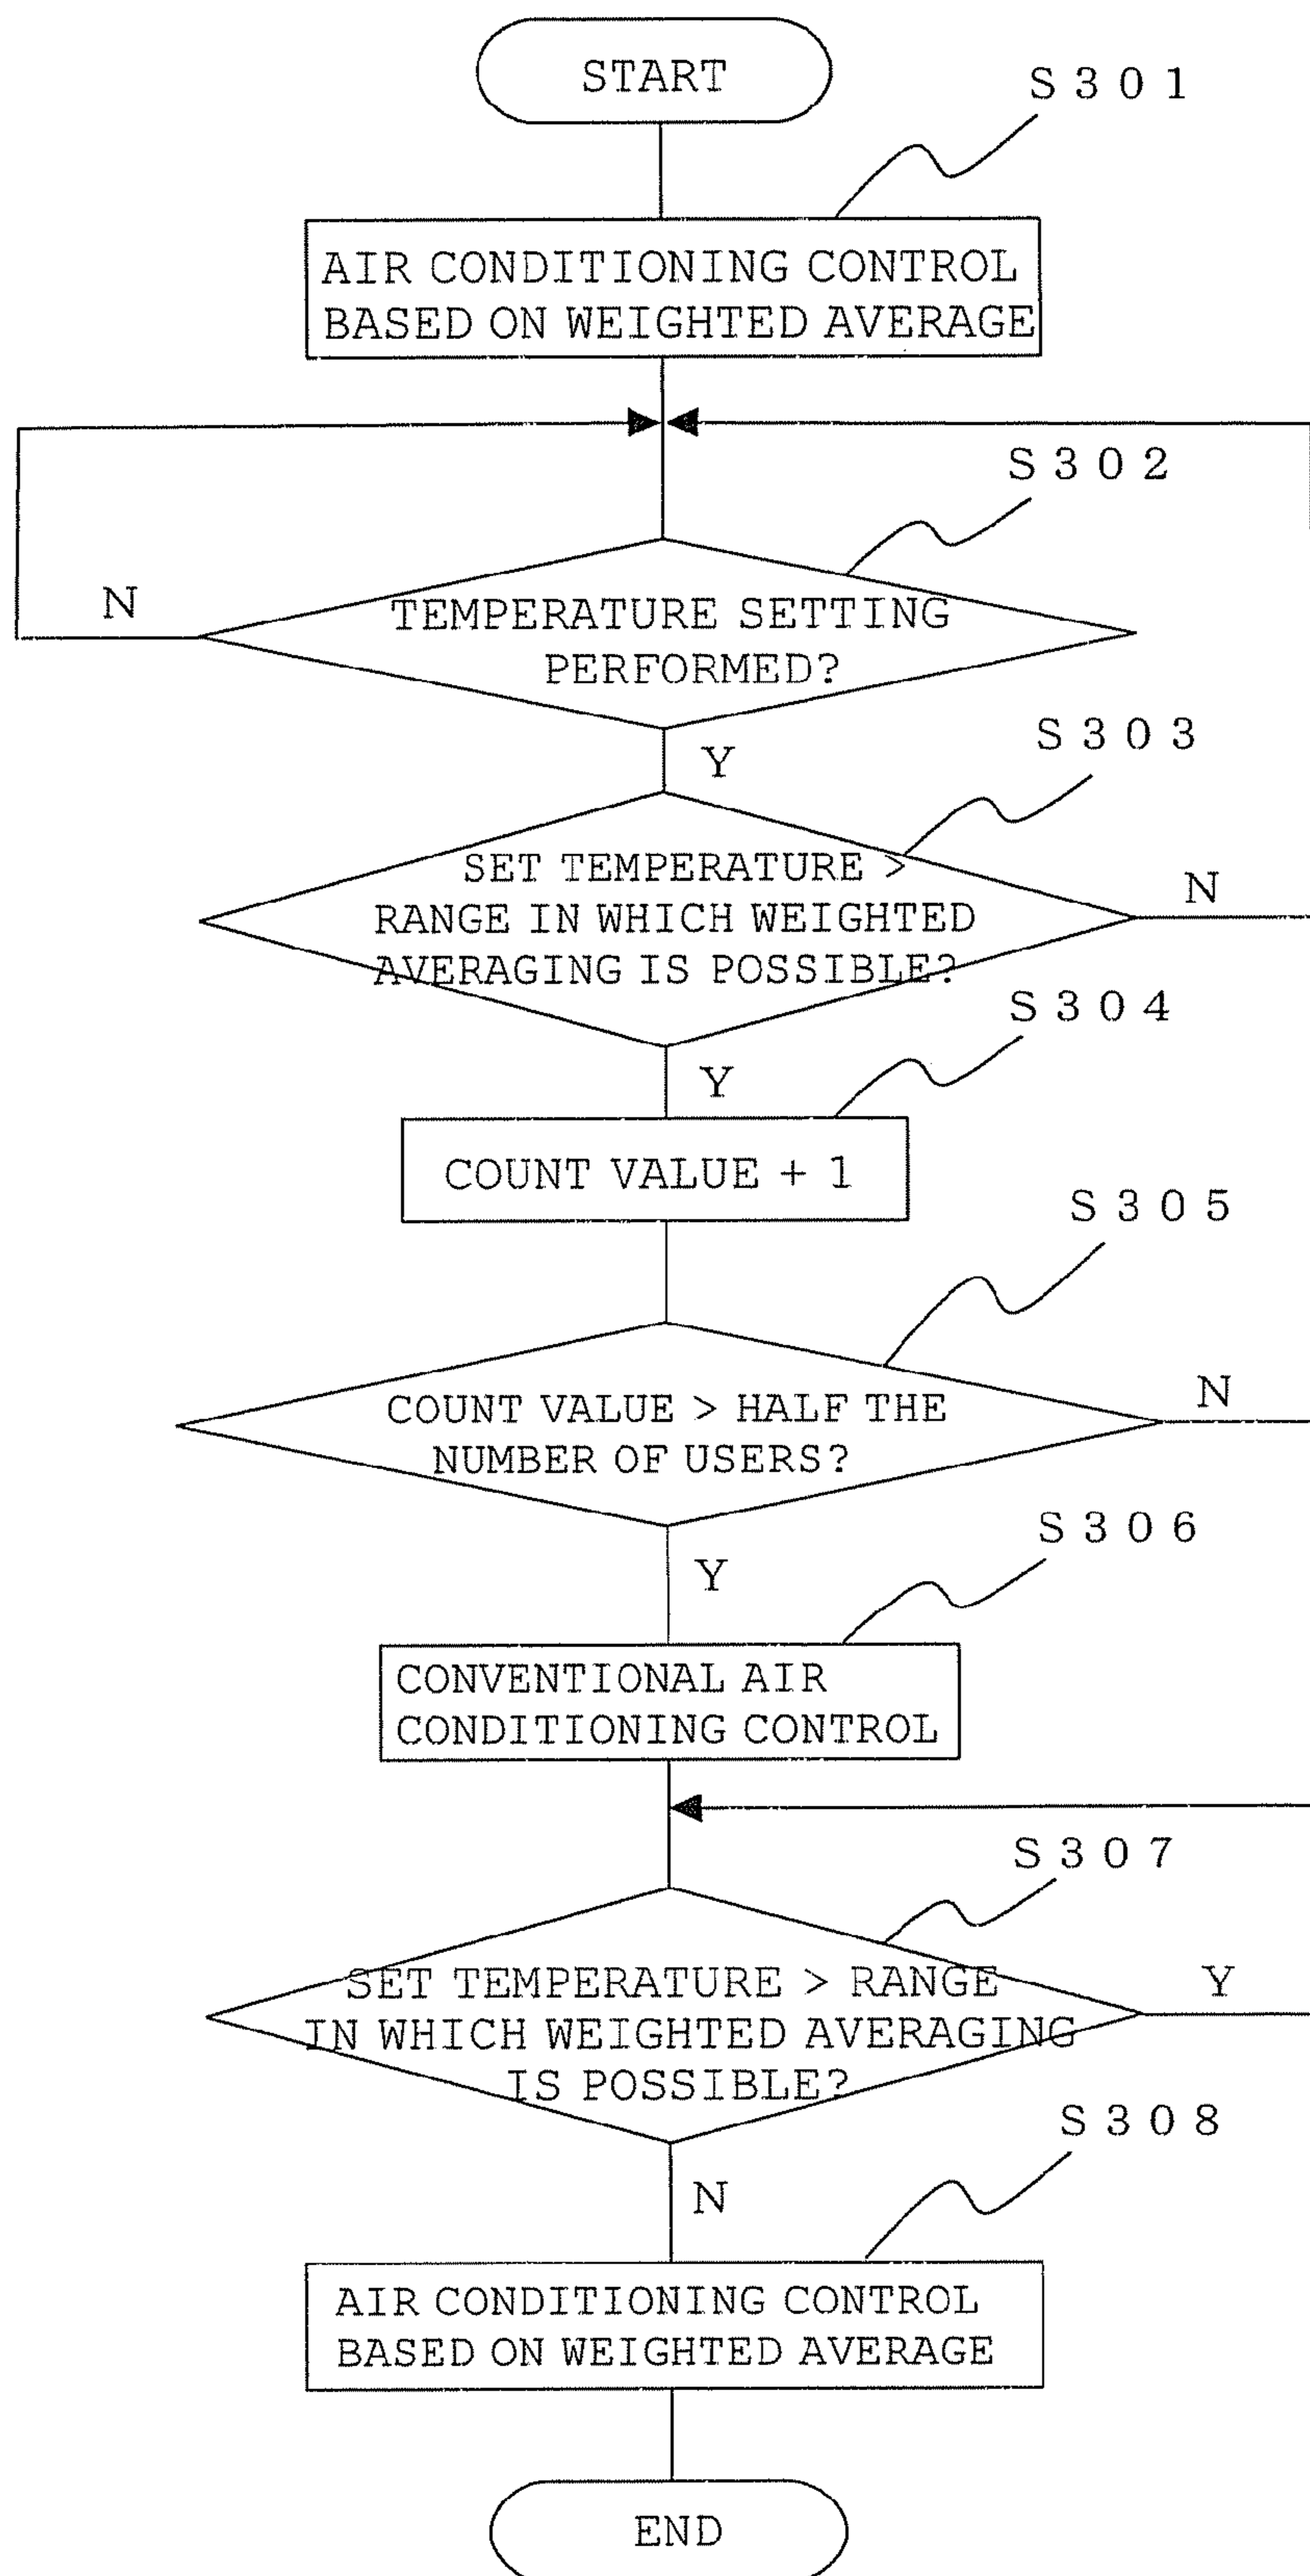 START
S301
AIR CONDITIONING CONTROL
BASED ON WEIGHTED AVERAGE
S302
N
TEMPERATURE SETTING
PERFORMED?
Y
S303
SET TEMPERATURE >
RANGE IN WHICH WEIGHTED
AVERAGING IS POSSIBLE?
N
Y
S304
COUNT VALUE + 1
S305
COUNT VALUE > HALF THE
NUMBER OF USERS?
N
Y
S306
CONVENTIONAL AIR
CONDITIONING CONTROL
S307
SET TEMPERATURE > RANGE
IN WHICH WEIGHTED AVERAGING
IS POSSIBLE?
Y
N
S308
AIR CONDITIONING CONTROL
BASED ON WEIGHTED AVERAGE
END